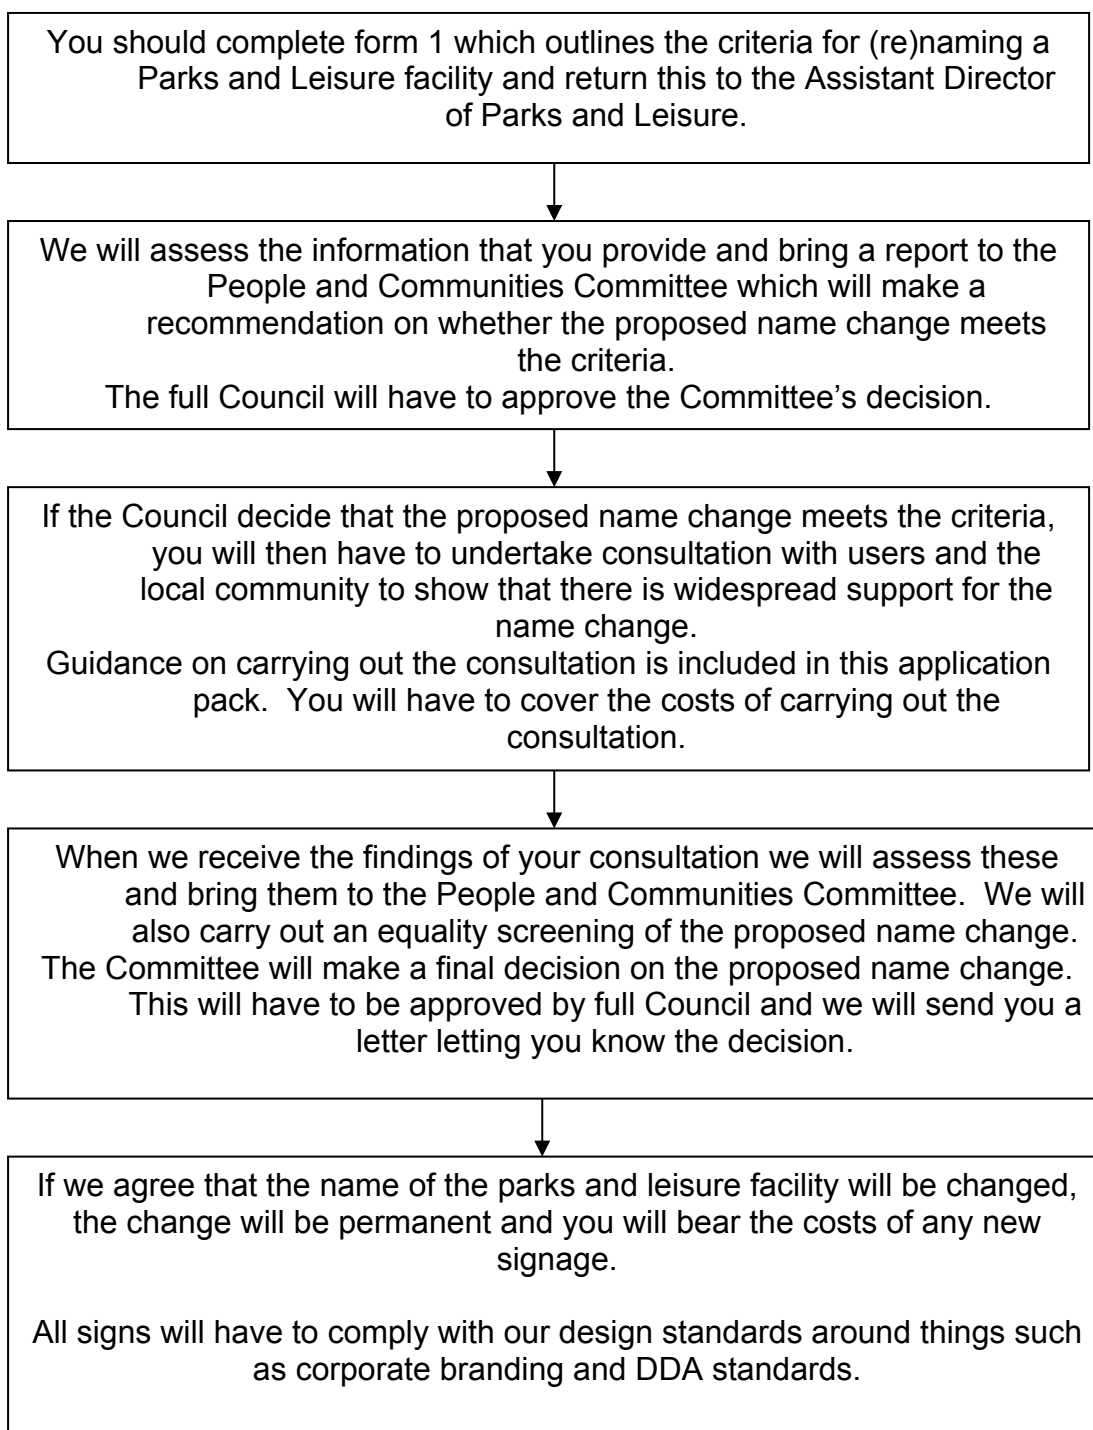 You should complete form 1 which outlines the criteria for (re)naming a
Parks and Leisure facility and return this to the Assistant Director
of Parks and Leisure.
We will assess the information that you provide and bring a report to the
People and Communities Committee which will make a
recommendation on whether the proposed name change meets
the criteria.
The full Council will have to approve the Committee’s decision.
If the Council decide that the proposed name change meets the criteria,
you will then have to undertake consultation with users and the
local community to show that there is widespread support for the
name change.
Guidance on carrying out the consultation is included in this application
pack.  You will have to cover the costs of carrying out the
consultation.
When we receive the findings of your consultation we will assess these
and bring them to the People and Communities Committee.  We will
also carry out an equality screening of the proposed name change.
The Committee will make a final decision on the proposed name change.
This will have to be approved by full Council and we will send you a
letter letting you know the decision.
If we agree that the name of the parks and leisure facility will be changed,
the change will be permanent and you will bear the costs of any new
signage.
All signs will have to comply with our design standards around things such
as corporate branding and DDA standards.